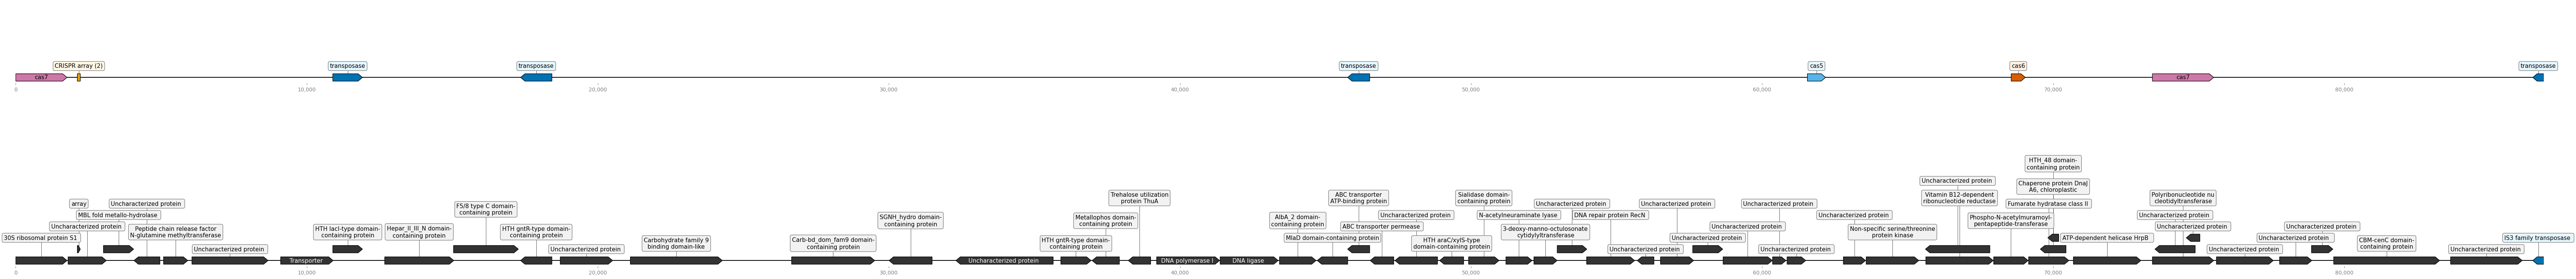 CRISPR array (2)
transposase
transposase
transposase
cas5
cas6
transposase
cas7
cas7
0
10,000
20,000
30,000
40,000
50,000
60,000
70,000
80,000
HTH_48 domain-
containing protein
Uncharacterized protein
Chaperone protein DnaJ
A6, chloroplastic
Trehalose utilization
protein ThuA
ABC transporter
ATP-binding protein
Sialidase domain-
containing protein
Vitamin B12-dependent
ribonucleotide reductase
Polyribonucleotide nu
cleotidyltransferase
array
Uncharacterized protein
F5/8 type C domain-
containing protein
Uncharacterized protein
Uncharacterized protein
Uncharacterized protein
Fumarate hydratase class II
MBL fold metallo-hydrolase
SGNH_hydro domain-
containing protein
Metallophos domain-
containing protein
AlbA_2 domain-
containing protein
Uncharacterized protein
N-acetylneuraminate lyase
DNA repair protein RecN
Uncharacterized protein
Phospho-N-acetylmuramoyl-
pentapeptide-transferase
Uncharacterized protein
Uncharacterized protein
Peptide chain release factor
N-glutamine methyltransferase
HTH lacI-type domain-
containing protein
Hepar_II_III_N domain-
containing protein
HTH gntR-type domain-
containing protein
ABC transporter permease
3-deoxy-manno-octulosonate
cytidylyltransferase
Uncharacterized protein
Non-specific serine/threonine
protein kinase
Uncharacterized protein
Uncharacterized protein
30S ribosomal protein S1
Carbohydrate family 9
binding domain-like
Carb-bd_dom_fam9 domain-
containing protein
HTH gntR-type domain-
containing protein
MlaD domain-containing protein
HTH araC/xylS-type
domain-containing protein
Uncharacterized protein
ATP-dependent helicase HrpB
Uncharacterized protein
CBM-cenC domain-
containing protein
IS3 family transposase
Uncharacterized protein
Uncharacterized protein
Uncharacterized protein
Uncharacterized protein
Uncharacterized protein
Uncharacterized protein
Transporter
Uncharacterized protein
DNA polymerase I
DNA ligase
0
10,000
20,000
30,000
40,000
50,000
60,000
70,000
80,000